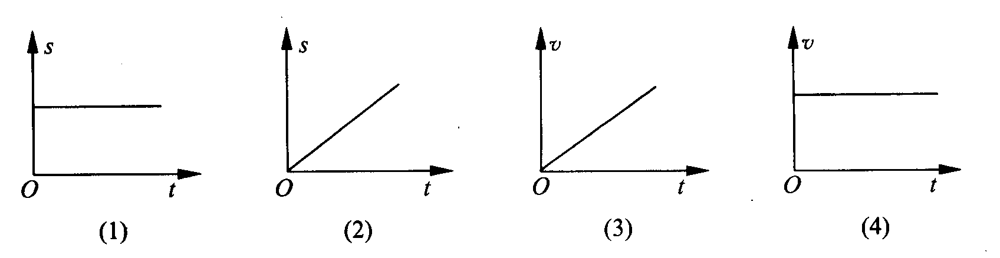 s s v v
O t O t O t O t
(1) (2) (3) (4)